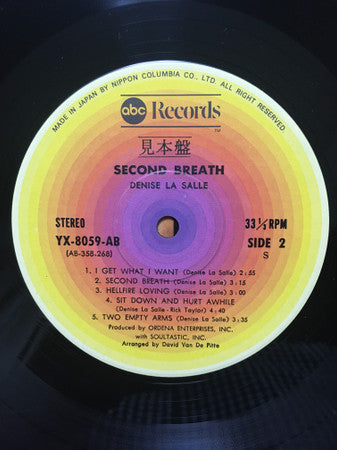 MADE IN JAPAN BY NIPPON COLUMBIA CO., LTD. ALL RIGHTS RESERVED.
abc Records
TM
見本盤
SECOND BREATH
DENISE LA SALLE
STEREO 33 1/3 RPM
YX-8059-AB SIDE 2
(AB-358-268) S
1. I GET WHAT I WANT (Denise La Salle) 2:55
2. SECOND BREATH (Denise La Salle) 5:15
3. HELLFIRE LOVING (Denise La Salle) 3:00
4. SIT DOWN AND HURT AWHILE
(Denise La Salle - Rick Taylor) 4:40
5. TWO EMPTY ARMS (Denise La Salle) 3:35
Produced by ORDENA ENTERPRISES, INC.
with SOULTASTIC, INC.
Arranged by David Van De Pitte